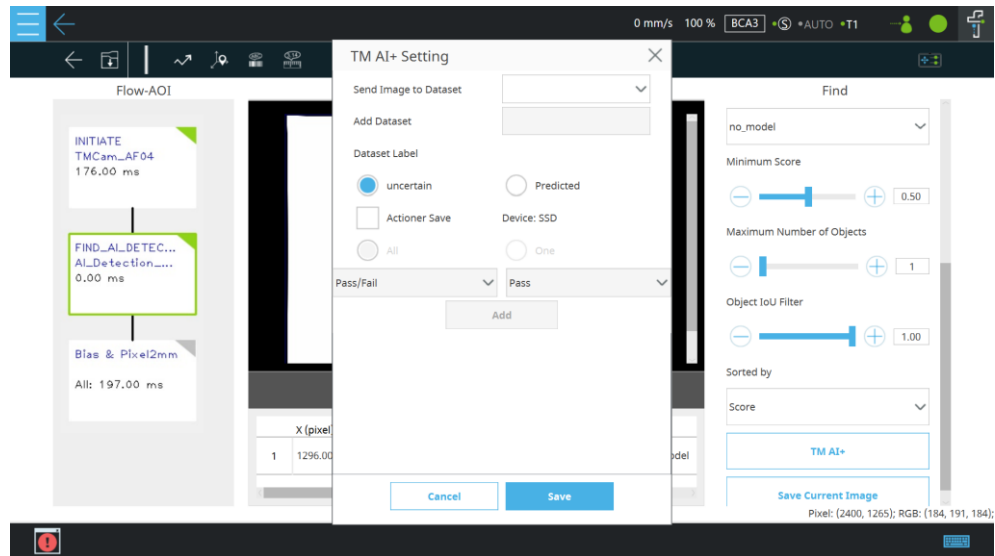 0 mm/s 100 % BCA3 •Ⓢ •AUTO •T1
Flow-AOI
INITIATE
TMCam_AF04
176.00 ms
FIND_AI_DETEC...
AI_Detection_...
0.00 ms
Bias & Pixel2mm
All: 197.00 ms
X (pixel
1 1296.00
TM AI+ Setting
Send Image to Dataset
Add Dataset
Dataset Label
uncertain Predicted
Actioner Save Device: SSD
All One
Pass/Fail Pass
Add
Cancel Save
odel
Find
no_model
Minimum Score
0.50
Maximum Number of Objects
1
Object IoU Filter
1.00
Sorted by
Score
TM AI+
Save Current Image
Pixel: (2400, 1265); RGB: (184, 191, 184);